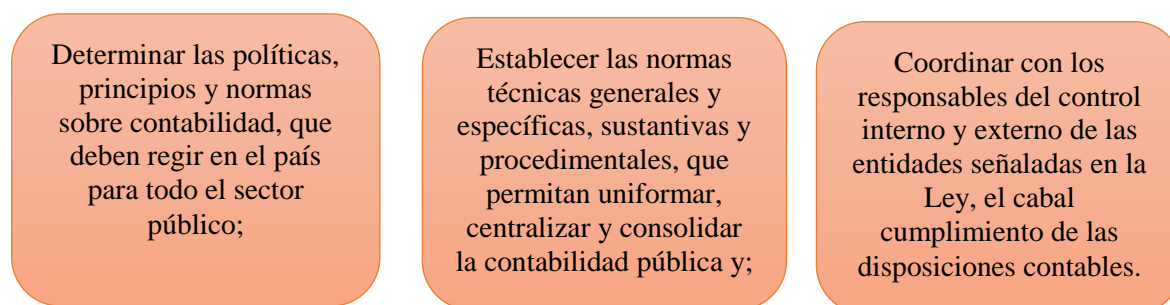 Determinar las políticas,
principios y normas
sobre contabilidad, que
deben regir en el país
para todo el sector
público;
Establecer las normas
técnicas generales y
específicas, sustantivas y
procedimentales, que
permitan uniformar,
centralizar y consolidar
la contabilidad pública y;
Coordinar con los
responsables del control
interno y externo de las
entidades señaladas en la
Ley, el cabal
cumplimiento de las
disposiciones contables.